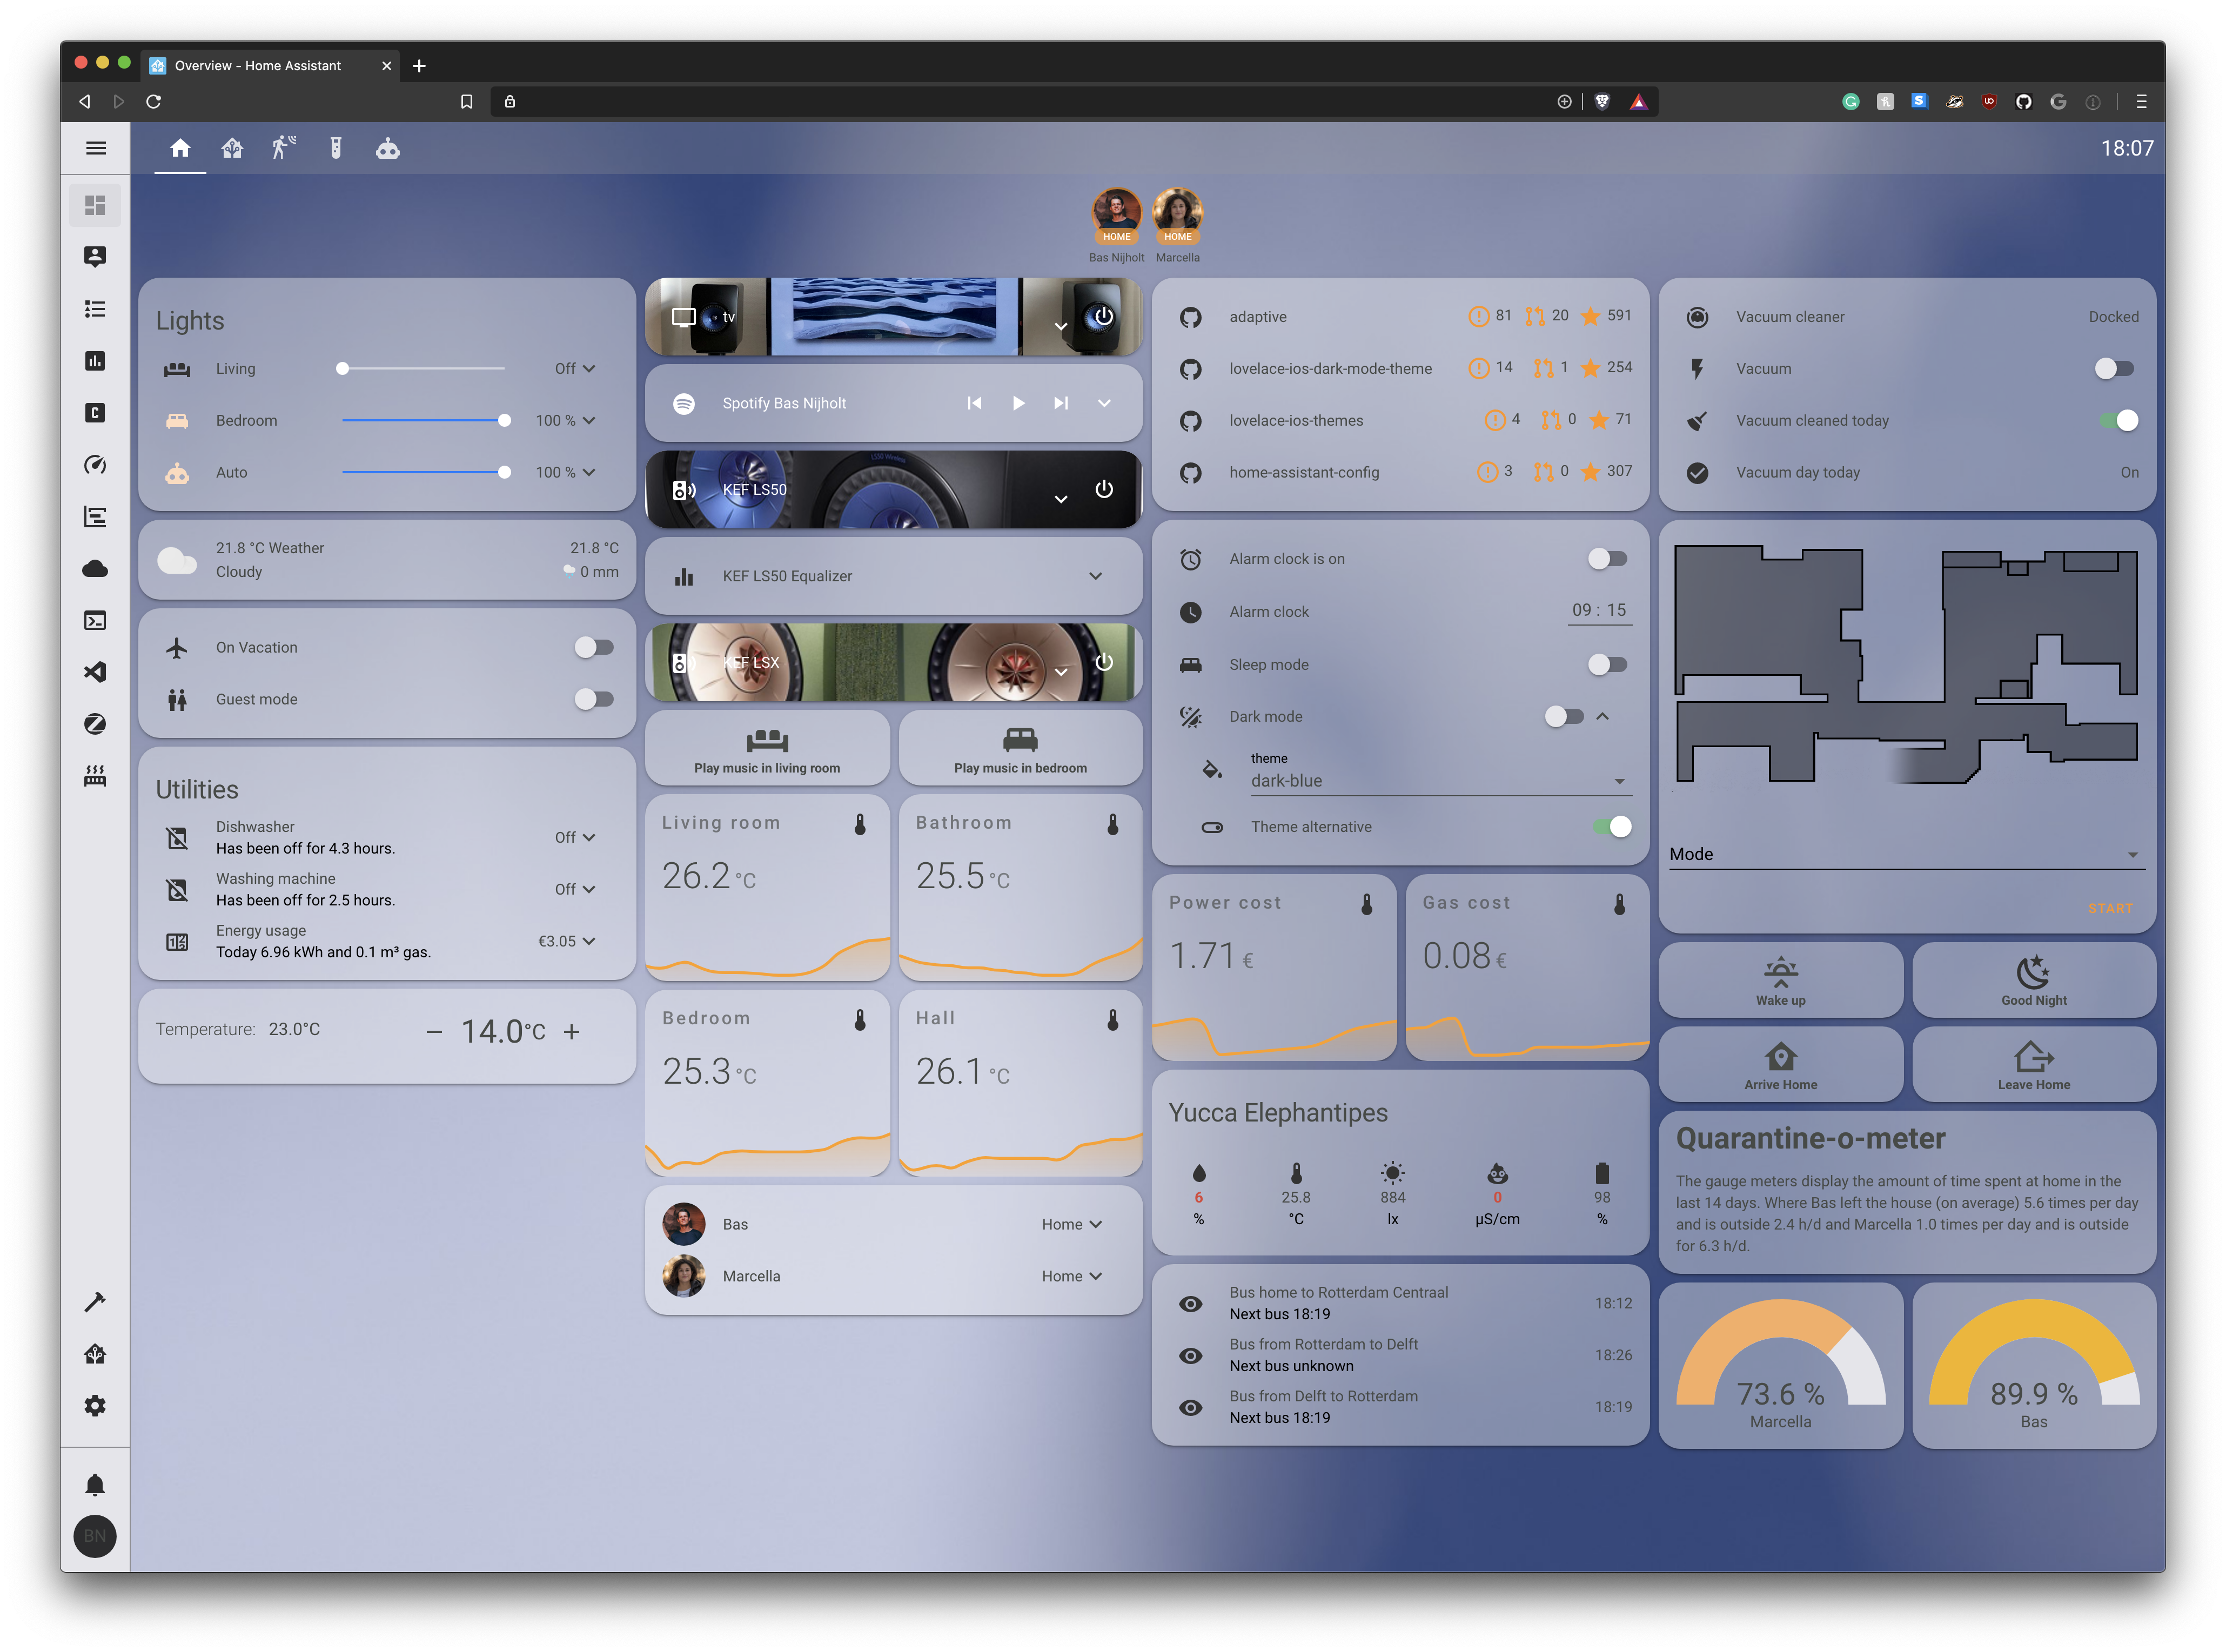 Overview - Home Assistant
18:07
HOME
HOME
Bas Nijholt
Marcella
Lights
Living
Off
Bedroom
100 %
Auto
100 %
21.8 °C Weather
21.8 °C
Cloudy
0 mm
On Vacation
Guest mode
Utilities
Dishwasher
Has been off for 4.3 hours.
Off
Washing machine
Has been off for 2.5 hours.
Off
Energy usage
Today 6.96 kWh and 0.1 m³ gas.
€3.05
Temperature: 23.0°C
14.0°C
BN
tv
Spotify Bas Nijholt
LS50 Wireless
KEF LS50
KEF LS50 Equalizer
KEF LSX
Play music in living room
Play music in bedroom
Living room
26.2 °C
Bathroom
25.5 °C
Bedroom
25.3 °C
Hall
26.1 °C
Bas
Home
Marcella
Home
adaptive
81
20
591
lovelace-ios-dark-mode-theme
14
1
254
lovelace-ios-themes
4
0
71
home-assistant-config
3
0
307
Alarm clock is on
Alarm clock
09 : 15
Sleep mode
Dark mode
theme
dark-blue
Theme alternative
Power cost
1.71 €
Gas cost
0.08 €
Yucca Elephantipes
6
25.8
884
0
98
%
°C
lx
µS/cm
%
Bus home to Rotterdam Centraal
Next bus 18:19
18:12
Bus from Rotterdam to Delft
Next bus unknown
18:26
Bus from Delft to Rotterdam
Next bus 18:19
18:19
Vacuum cleaner
Docked
Vacuum
Vacuum cleaned today
Vacuum day today
On
Mode
START
Wake up
Good Night
Arrive Home
Leave Home
Quarantine-o-meter
The gauge meters display the amount of time spent at home in the
last 14 days. Where Bas left the house (on average) 5.6 times per day
and is outside 2.4 h/d and Marcella 1.0 times per day and is outside
for 6.3 h/d.
73.6 %
Marcella
89.9 %
Bas